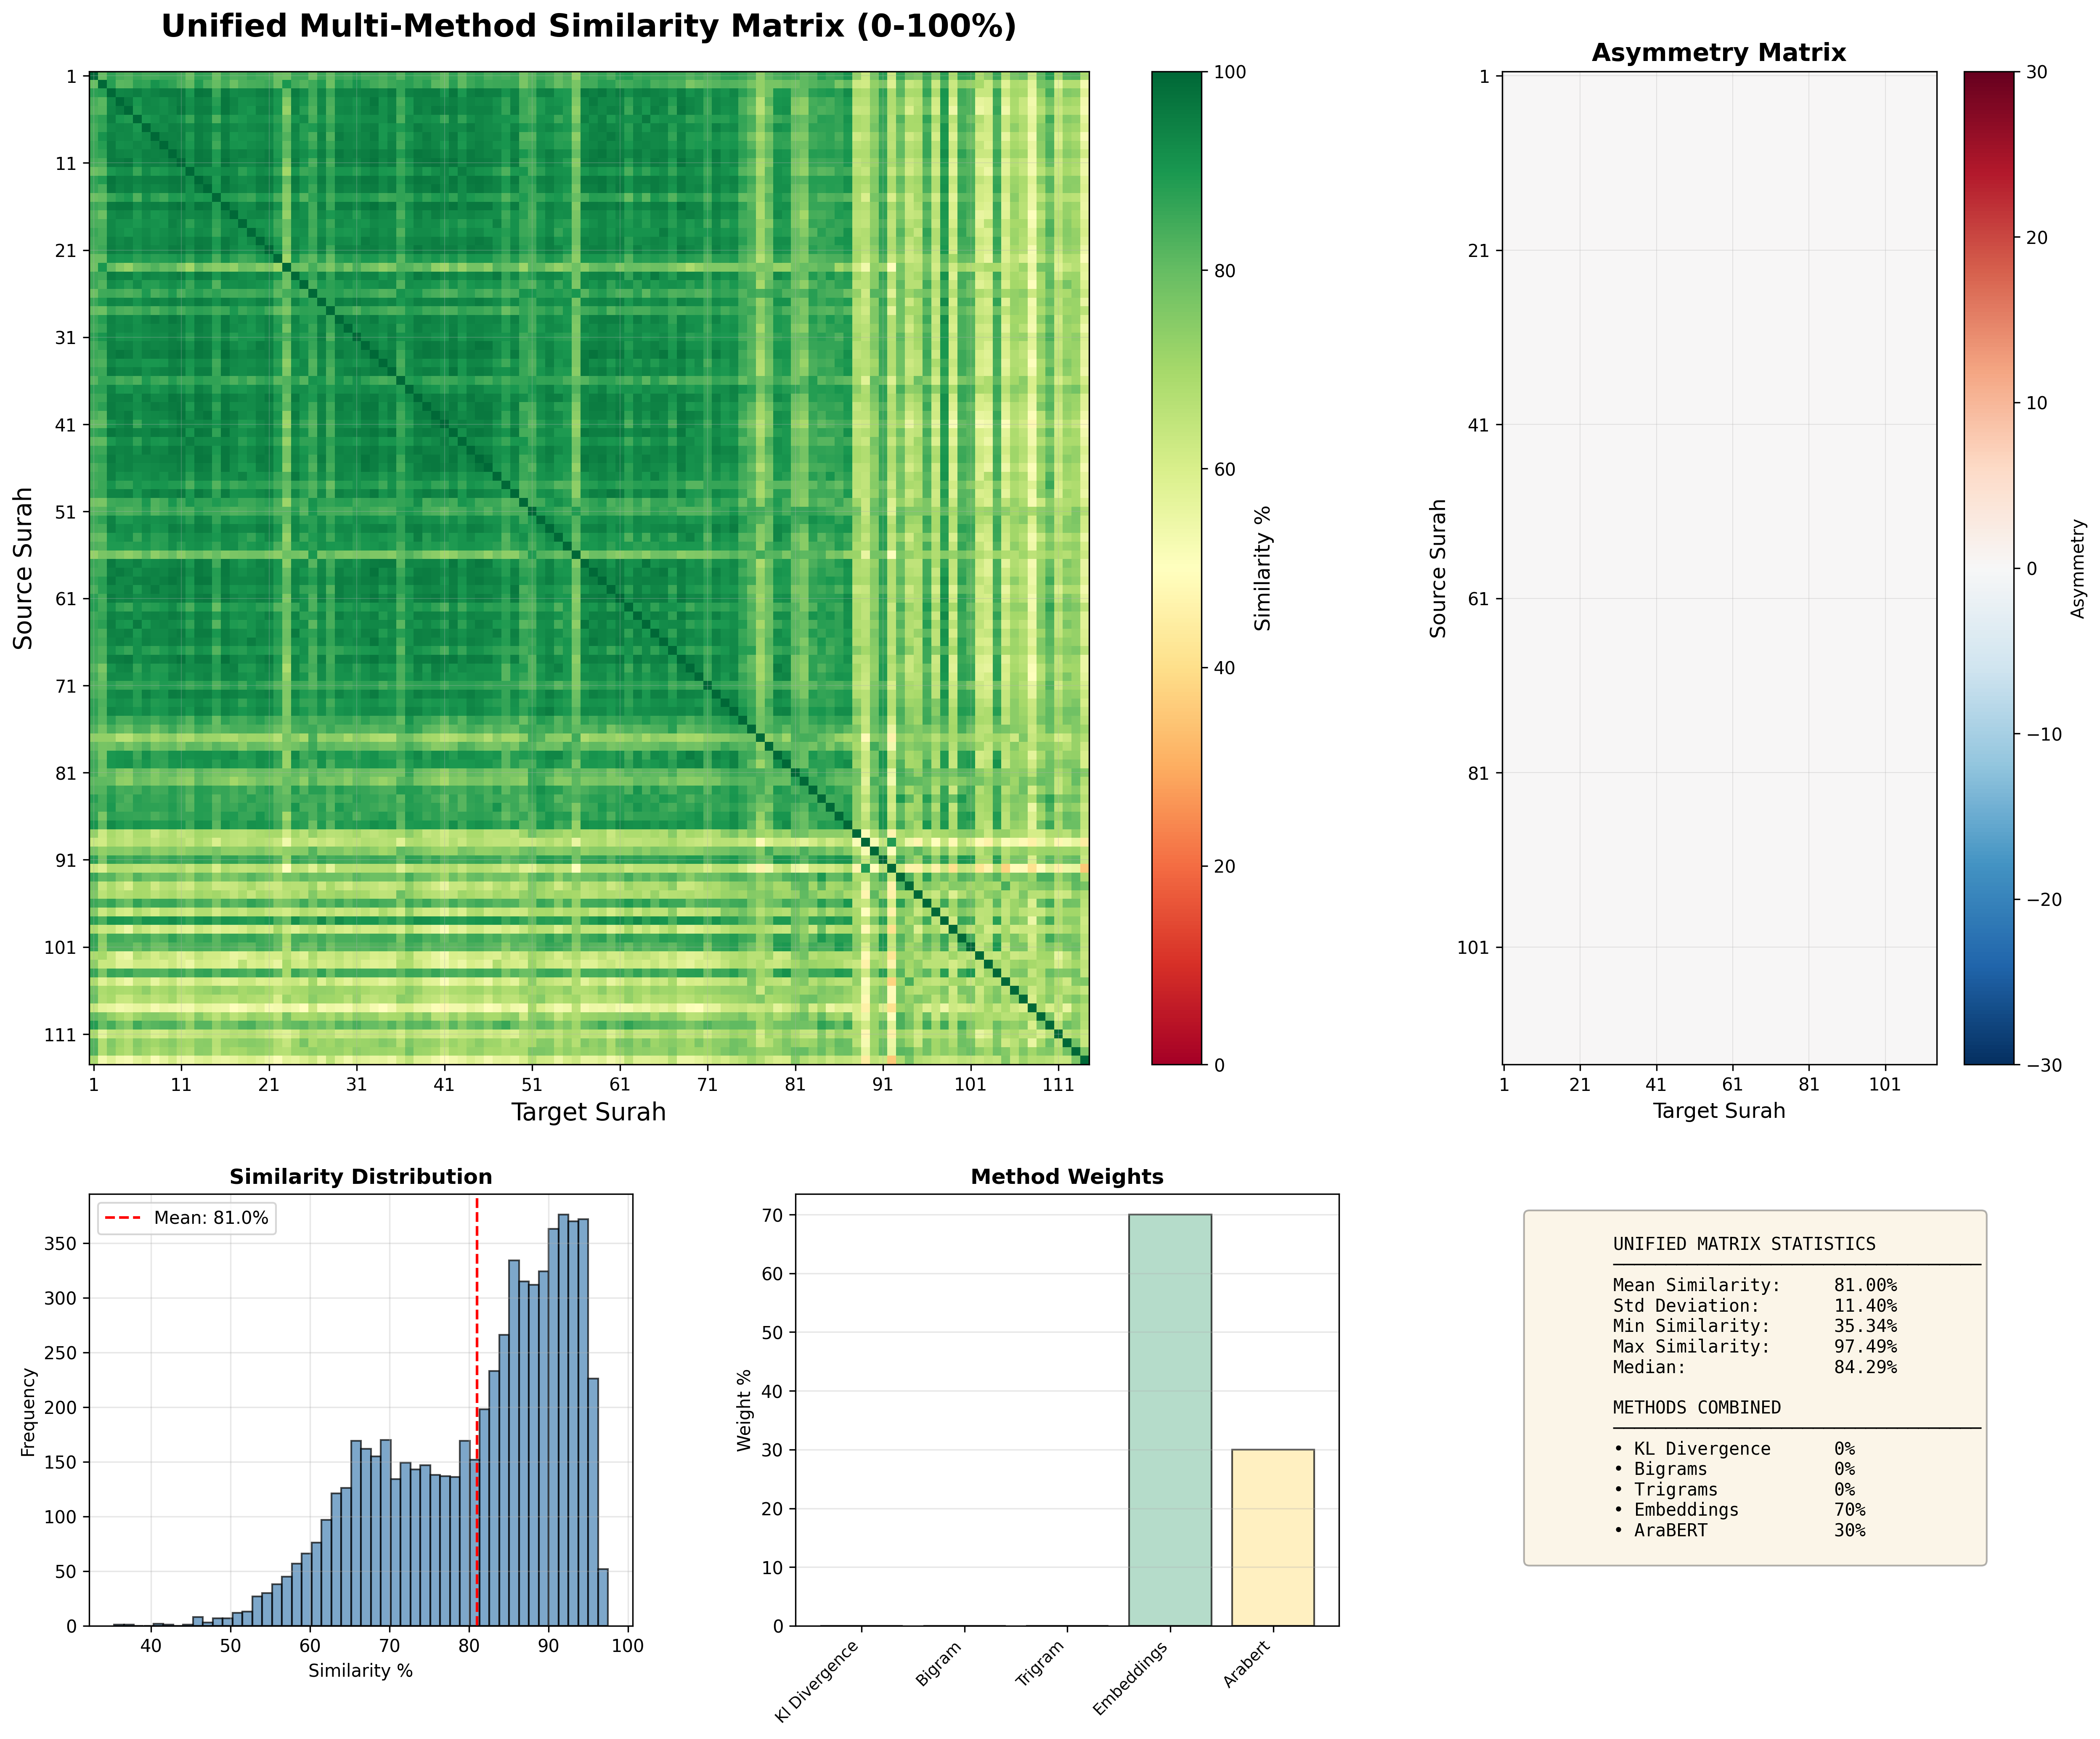 Unified Multi-Method Similarity Matrix (0-100%)
1
11
21
31
41
51
61
71
81
91
101
111
Source Surah
1 11 21 31 41 51 61 71 81 91 101 111
Target Surah
100
80
60
40
20
0
Similarity %
Asymmetry Matrix
1
21
41
61
81
101
Source Surah
1 21 41 61 81 101
Target Surah
30
20
10
0
−10
−20
−30
Asymmetry
Similarity Distribution
Mean: 81.0%
350
300
250
200
150
100
50
0
Frequency
40 50 60 70 80 90 100
Similarity %
Method Weights
70
60
50
40
30
20
10
0
Weight %
Kl Divergence
Bigram
Trigram
Embeddings
Arabert
UNIFIED MATRIX STATISTICS
Mean Similarity: 81.00%
Std Deviation: 11.40%
Min Similarity: 35.34%
Max Similarity: 97.49%
Median: 84.29%
METHODS COMBINED
• KL Divergence 0%
• Bigrams 0%
• Trigrams 0%
• Embeddings 70%
• AraBERT 30%